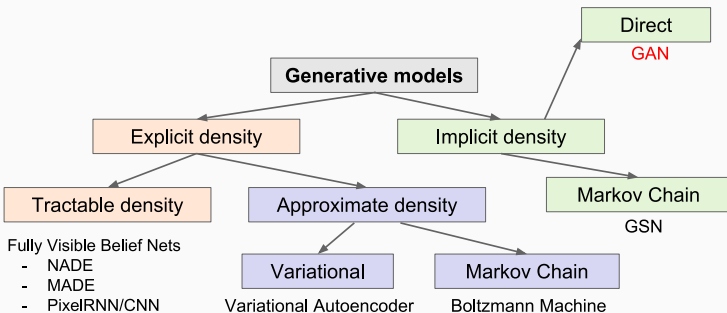 Direct
GAN
Generative models
Explicit density
Implicit density
Tractable density
Approximate density
Markov Chain
GSN
Fully Visible Belief Nets
- NADE
- MADE
- PixelRNN/CNN
Variational
Markov Chain
Variational Autoencoder
Boltzmann Machine